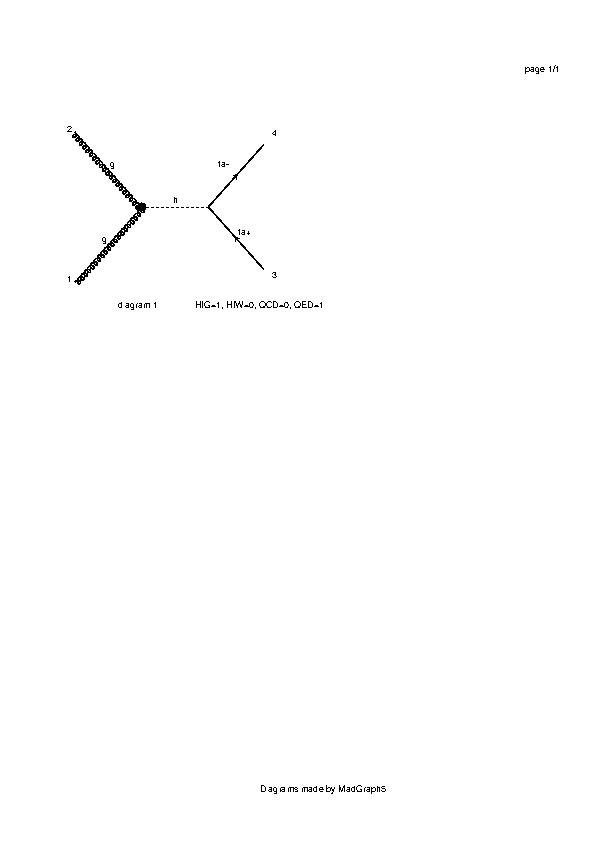 page 1/1
2
4
g
ta-
h
g
ta+
1
3
diagram 1 HIG=1, HIW=0, QCD=0, QED=1
Diagrams made by MadGraph5